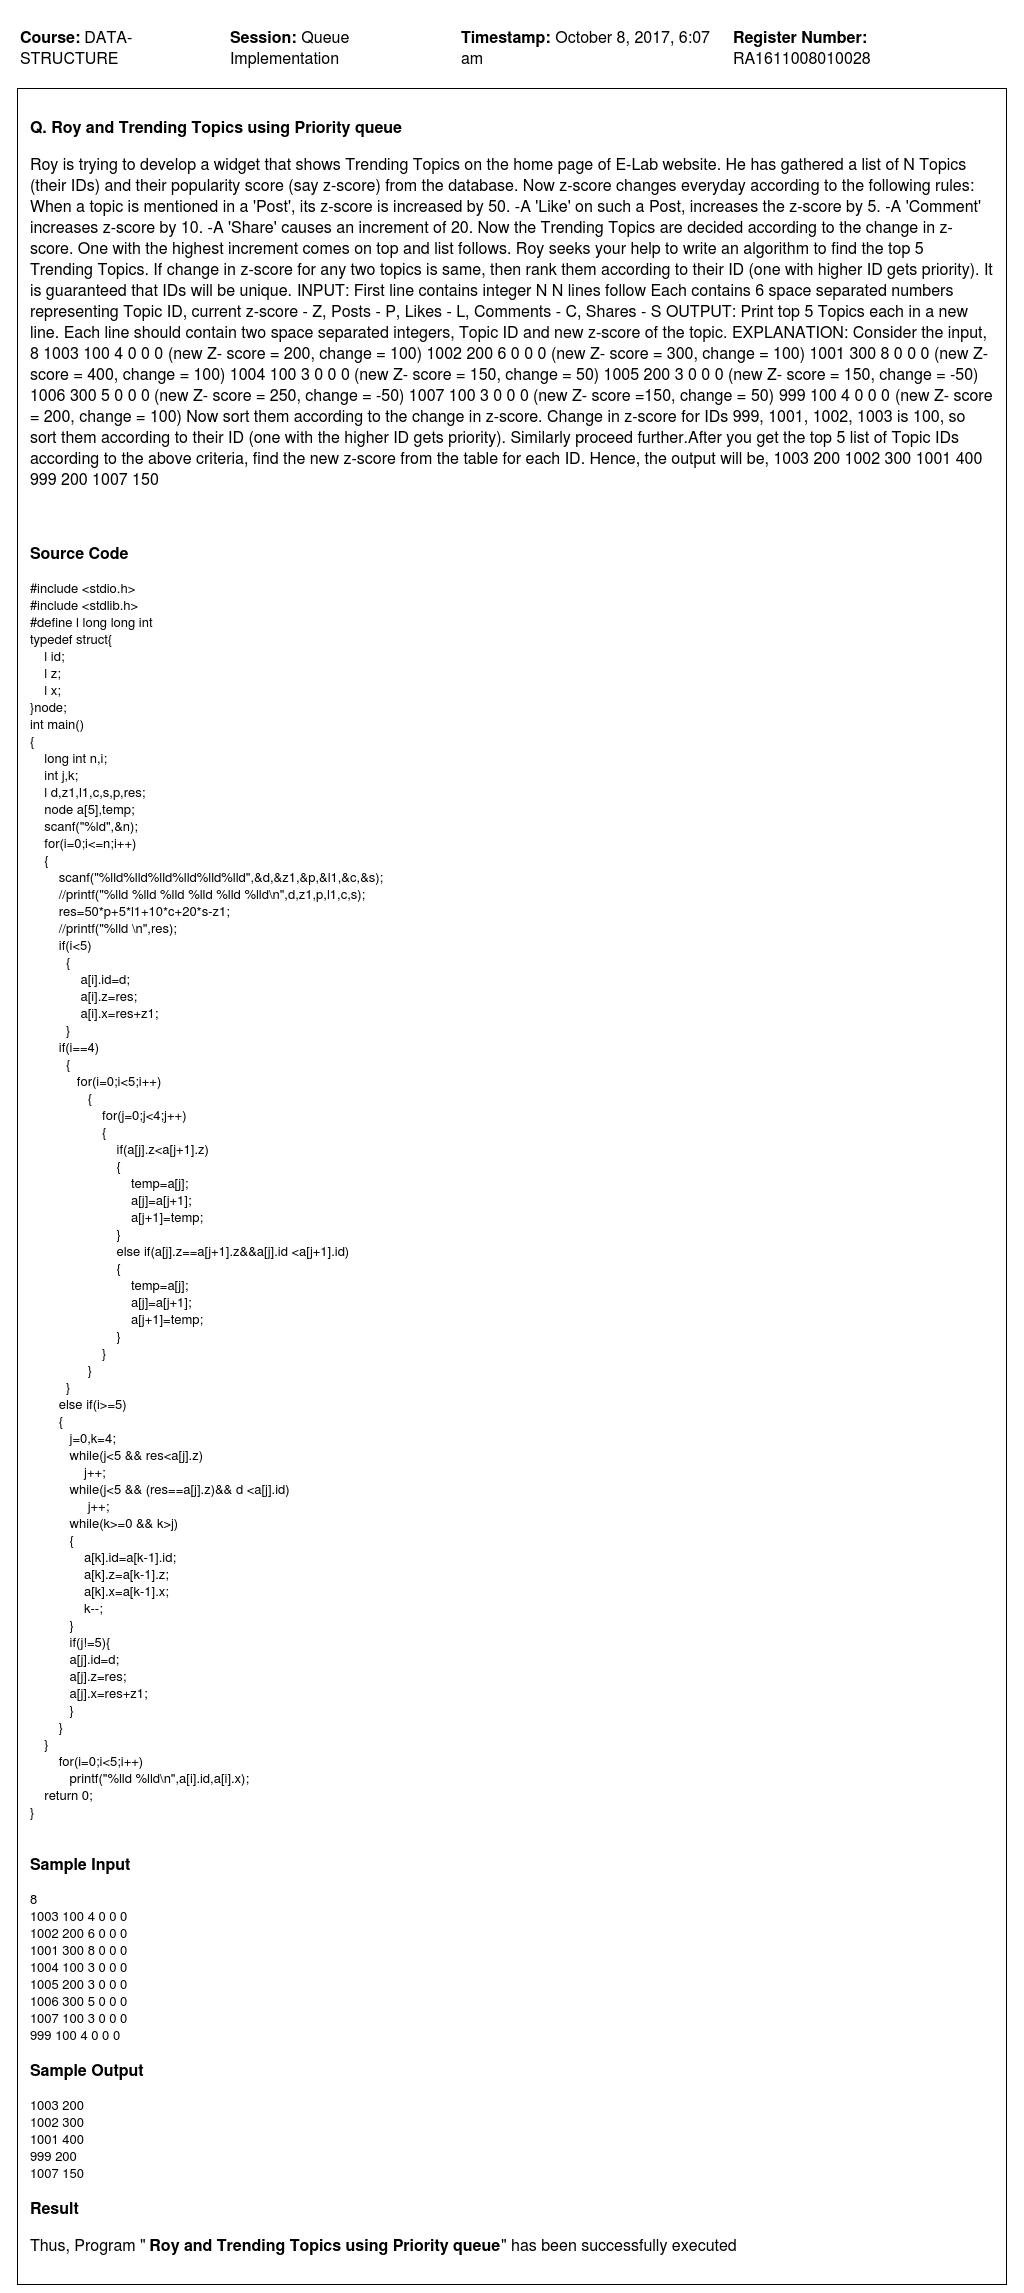 Course: DATA-STRUCTURE
Session: Queue Implementation
Timestamp: October 8, 2017, 6:07 am
Register Number: RA1611008010028
Q. Roy and Trending Topics using Priority queue
Roy is trying to develop a widget that shows Trending Topics on the home page of E-Lab website. He has gathered a list of N Topics
(their IDs) and their popularity score (say z-score) from the database. Now z-score changes everyday according to the following rules:
When a topic is mentioned in a 'Post', its z-score is increased by 50. -A 'Like' on such a Post, increases the z-score by 5. -A 'Comment'
increases z-score by 10. -A 'Share' causes an increment of 20. Now the Trending Topics are decided according to the change in z-
score. One with the highest increment comes on top and list follows. Roy seeks your help to write an algorithm to find the top 5
Trending Topics. If change in z-score for any two topics is same, then rank them according to their ID (one with higher ID gets priority). It
is guaranteed that IDs will be unique. INPUT: First line contains integer N N lines follow Each contains 6 space separated numbers
representing Topic ID, current z-score - Z, Posts - P, Likes - L, Comments - C, Shares - S OUTPUT: Print top 5 Topics each in a new
line. Each line should contain two space separated integers, Topic ID and new z-score of the topic. EXPLANATION: Consider the input,
8 1003 100 4 0 0 0 (new Z- score = 200, change = 100) 1002 200 6 0 0 0 (new Z- score = 300, change = 100) 1001 300 8 0 0 0 (new Z-
score = 400, change = 100) 1004 100 3 0 0 0 (new Z- score = 150, change = 50) 1005 200 3 0 0 0 (new Z- score = 150, change = -50)
1006 300 5 0 0 0 (new Z- score = 250, change = -50) 1007 100 3 0 0 0 (new Z- score =150, change = 50) 999 100 4 0 0 0 (new Z- score
= 200, change = 100) Now sort them according to the change in z-score. Change in z-score for IDs 999, 1001, 1002, 1003 is 100, so
sort them according to their ID (one with the higher ID gets priority). Similarly proceed further.After you get the top 5 list of Topic IDs
according to the above criteria, find the new z-score from the table for each ID. Hence, the output will be, 1003 200 1002 300 1001 400
999 200 1007 150
Source Code
#include <stdio.h>
#include <stdlib.h>
#define l long long int
typedef struct{
l id;
l z;
l x;
}node;
int main()
{
long int n,i;
int j,k;
l d,z1,l1,c,s,p,res;
node a[5],temp;
scanf("%ld",&n);
for(i=0;i<=n;i++)
{
scanf("%lld%lld%lld%lld%lld%lld",&d,&z1,&p,&l1,&c,&s);
//printf("%lld %lld %lld %lld %lld %lld\n",d,z1,p,l1,c,s);
res=50*p+5*l1+10*c+20*s-z1;
//printf("%lld \n",res);
if(i<5)
{
a[i].id=d;
a[i].z=res;
a[i].x=res+z1;
}
if(i==4)
{
for(i=0;i<5;i++)
{
for(j=0;j<4;j++)
{
if(a[j].z<a[j+1].z)
{
temp=a[j];
a[j]=a[j+1];
a[j+1]=temp;
}
else if(a[j].z==a[j+1].z&&a[j].id <a[j+1].id)
{
temp=a[j];
a[j]=a[j+1];
a[j+1]=temp;
}
}
}
}
else if(i>=5)
{
j=0,k=4;
while(j<5 && res<a[j].z)
j++;
while(j<5 && (res==a[j].z)&& d <a[j].id)
j++;
while(k>=0 && k>j)
{
a[k].id=a[k-1].id;
a[k].z=a[k-1].z;
a[k].x=a[k-1].x;
k--;
}
if(j!=5){
a[j].id=d;
a[j].z=res;
a[j].x=res+z1;
}
}
}
for(i=0;i<5;i++)
printf("%lld %lld\n",a[i].id,a[i].x);
return 0;
}
Sample Input
8
1003 100 4 0 0 0
1002 200 6 0 0 0
1001 300 8 0 0 0
1004 100 3 0 0 0
1005 200 3 0 0 0
1006 300 5 0 0 0
1007 100 3 0 0 0
999 100 4 0 0 0
Sample Output
1003 200
1002 300
1001 400
999 200
1007 150
Result
Thus, Program " Roy and Trending Topics using Priority queue" has been successfully executed